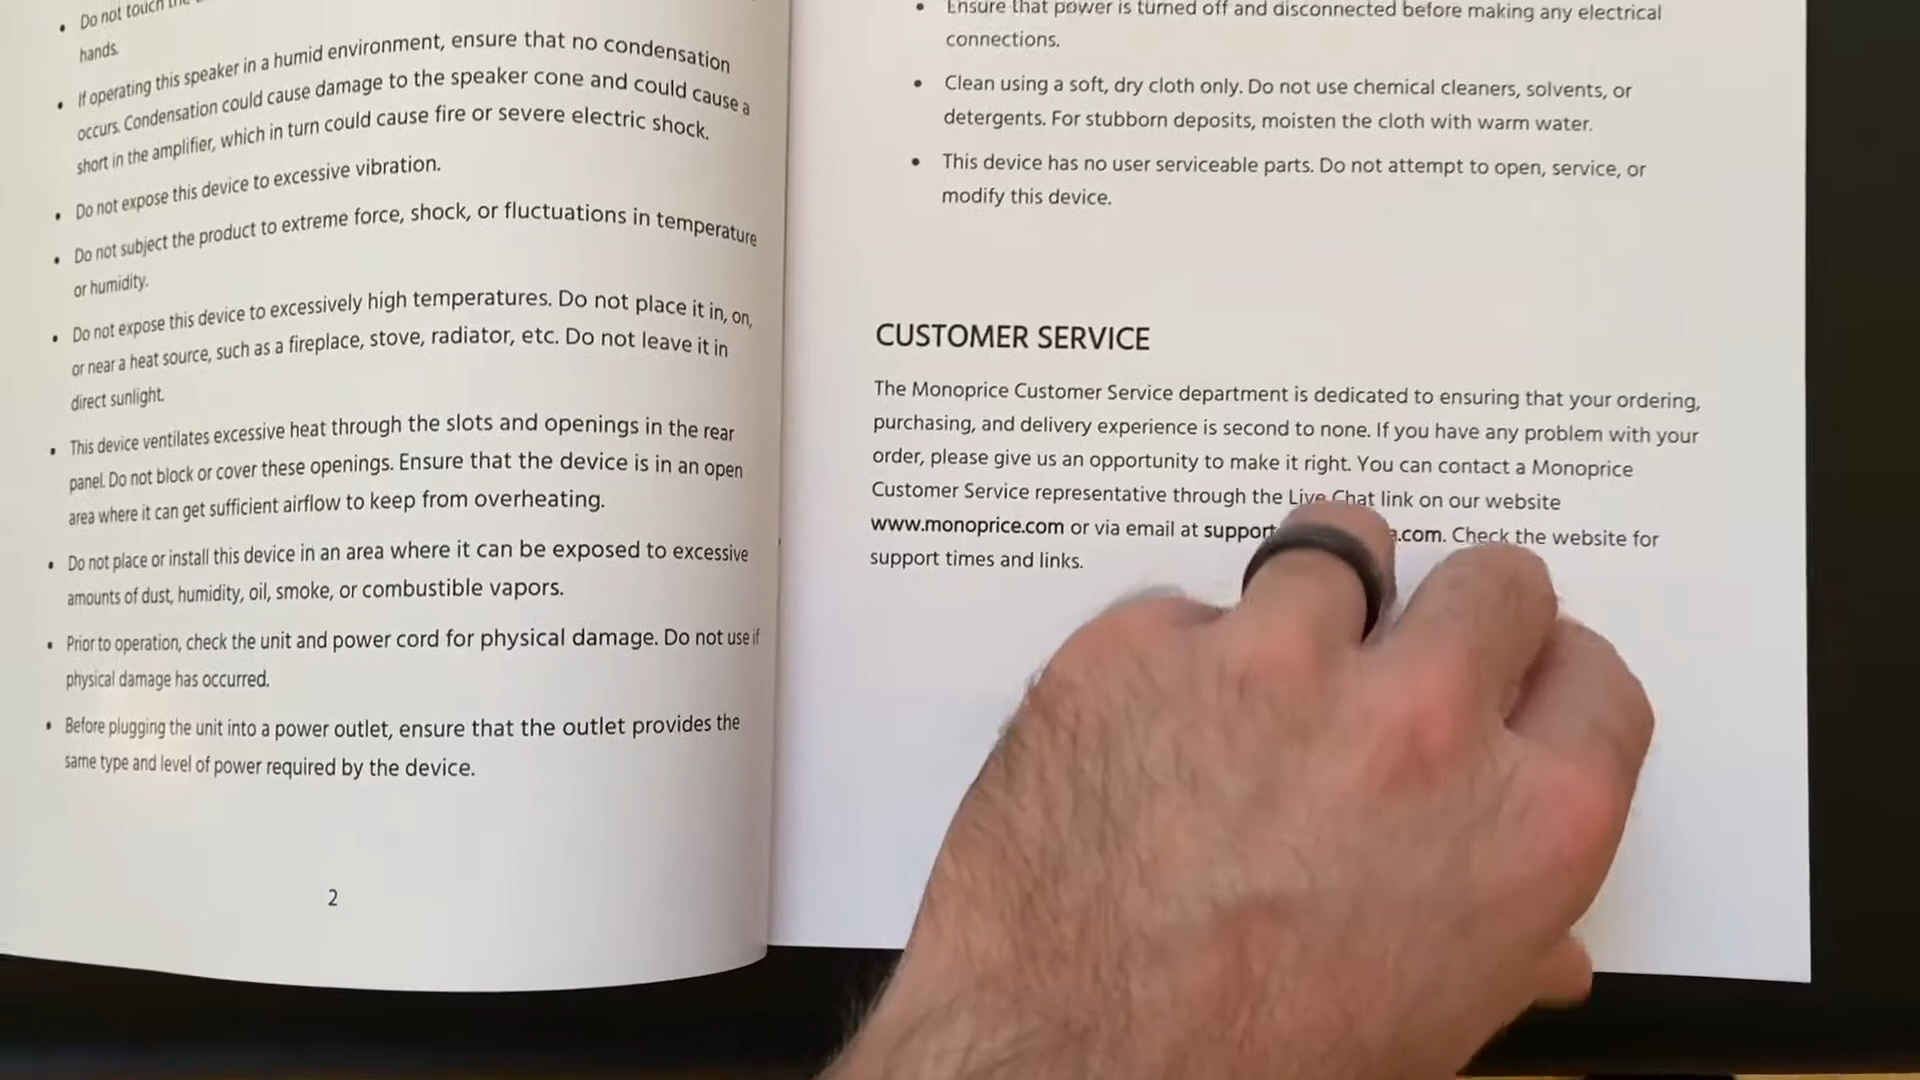 • Do not touch the
hands.
• If operating this speaker in a humid environment, ensure that no condensation
occurs. Condensation could cause damage to the speaker cone and could cause a
short in the amplifier, which in turn could cause fire or severe electric shock.
• Do not expose this device to excessive vibration.
• Do not subject the product to extreme force, shock, or fluctuations in temperature
or humidity.
• Do not expose this device to excessively high temperatures. Do not place it in, on,
or near a heat source, such as a fireplace, stove, radiator, etc. Do not leave it in
direct sunlight.
• This device ventilates excessive heat through the slots and openings in the rear
panel. Do not block or cover these openings. Ensure that the device is in an open
area where it can get sufficient airflow to keep from overheating.
• Do not place or install this device in an area where it can be exposed to excessive
amounts of dust, humidity, oil, smoke, or combustible vapors.
• Prior to operation, check the unit and power cord for physical damage. Do not use if
physical damage has occurred.
• Before plugging the unit into a power outlet, ensure that the outlet provides the
same type and level of power required by the device.
2
• Ensure that power is turned off and disconnected before making any electrical
connections.
• Clean using a soft, dry cloth only. Do not use chemical cleaners, solvents, or
detergents. For stubborn deposits, moisten the cloth with warm water.
• This device has no user serviceable parts. Do not attempt to open, service, or
modify this device.
CUSTOMER SERVICE
The Monoprice Customer Service department is dedicated to ensuring that your ordering,
purchasing, and delivery experience is second to none. If you have any problem with your
order, please give us an opportunity to make it right. You can contact a Monoprice
Customer Service representative through the Live Chat link on our website
www.monoprice.com or via email at support .com. Check the website for
support times and links.